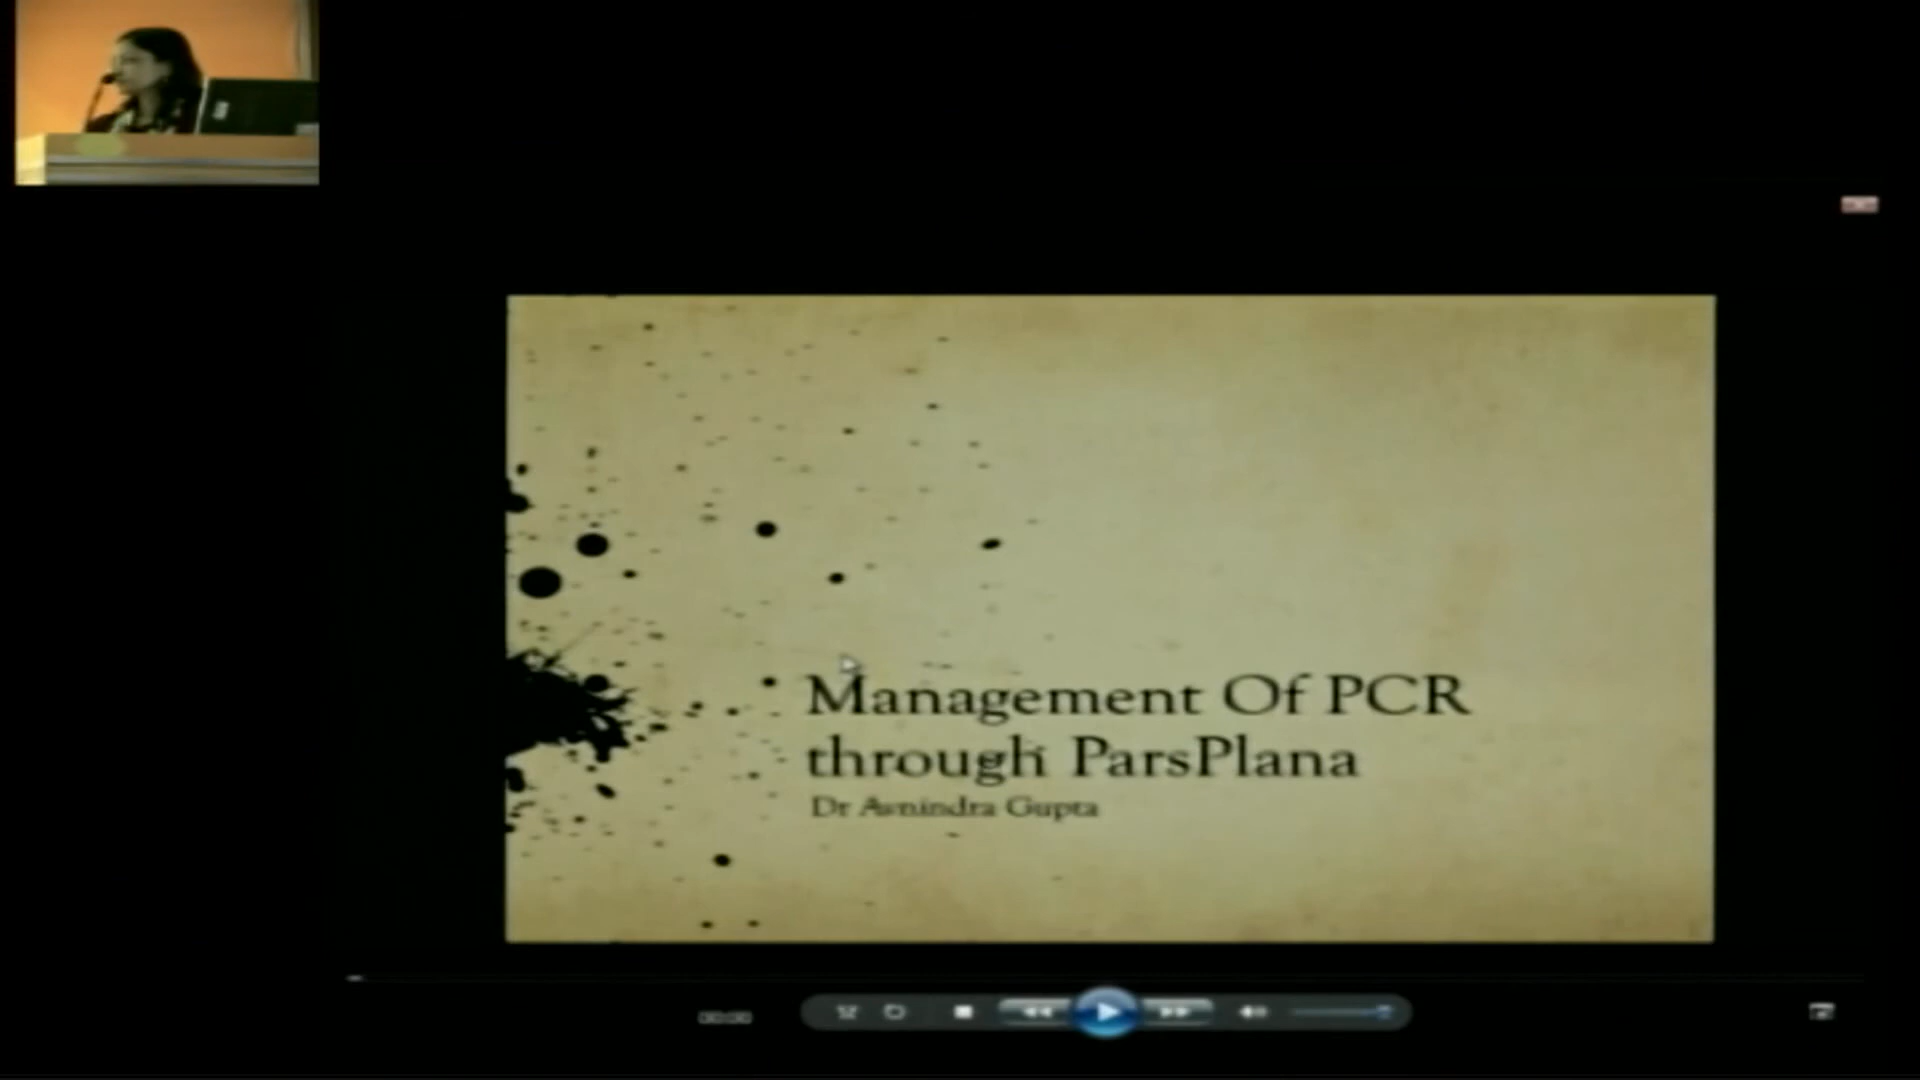 Management Of PCR
through ParsPlana
Dr Avnindra Gupta